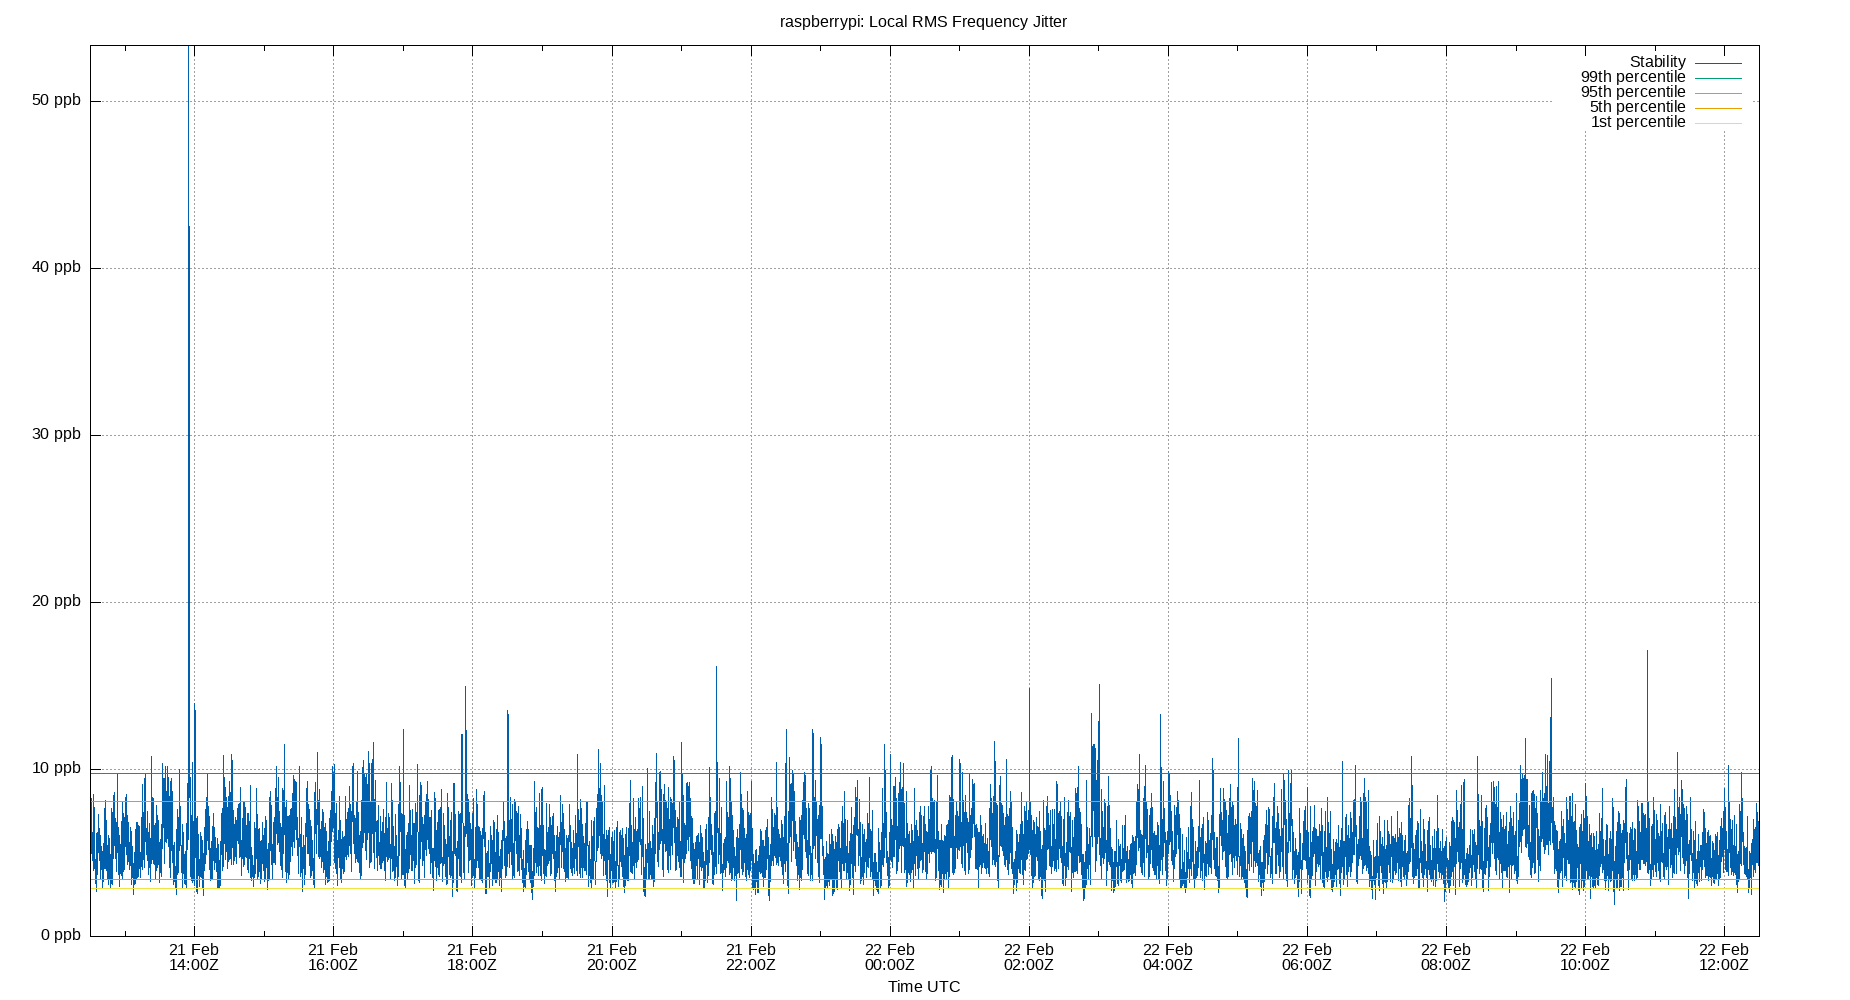 raspberrypi: Local RMS Frequency Jitter
Stability
99th percentile
95th percentile
5th percentile
1st percentile
50 ppb
40 ppb
30 ppb
20 ppb
10 ppb
0 ppb
21 Feb 21 Feb 21 Feb 21 Feb 21 Feb 22 Feb 22 Feb 22 Feb 22 Feb 22 Feb 22 Feb 22 Feb
14:00Z 16:00Z 18:00Z 20:00Z 22:00Z 00:00Z 02:00Z 04:00Z 06:00Z 08:00Z 10:00Z 12:00Z
Time UTC